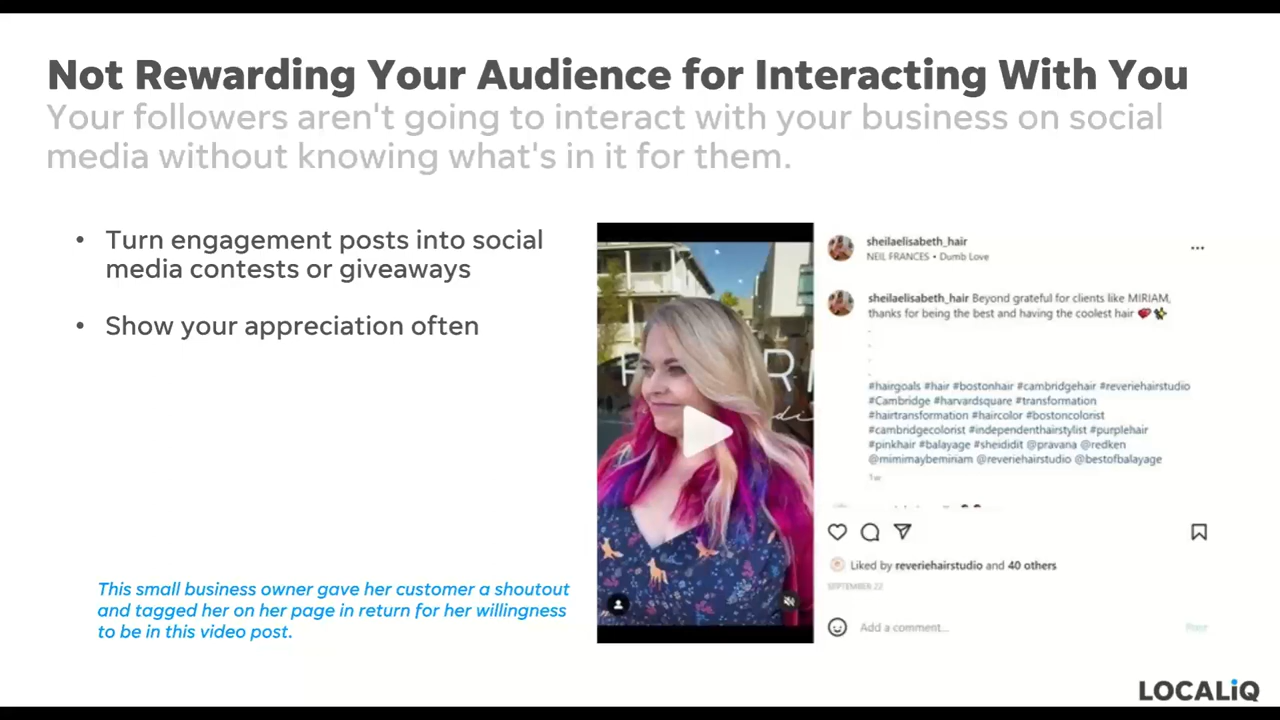 Not Rewarding Your Audience for Interacting With You
Your followers aren't going to interact with your business on social
media without knowing what's in it for them.
• Turn engagement posts into social
media contests or giveaways
• Show your appreciation often
This small business owner gave her customer a shoutout
and tagged her on her page in return for her willingness
to be in this video post.
sheilaelisabeth_hair
NEIL FRANCES • Dumb Love
sheilaelisabeth_hair Beyond grateful for clients like MIRIAM,
thanks for being the best and having the coolest hair
#hairgoals #hair #bostonhair #cambridgehair #reveriehairstudio
#Cambridge #harvardsquare #transformation
#hairtransformation #haircolor #bostoncolorist
#cambridgecolorist #independenthairstylist #purplehair
#pinkhair #balayage #sheididit @pravana @redken
@mimimaybemiriam @reveriehairstudio @bestofbalayage
1w
Liked by reveriehairstudio and 40 others
SEPTEMBER 22
Add a comment...
Post
LOCALiQ